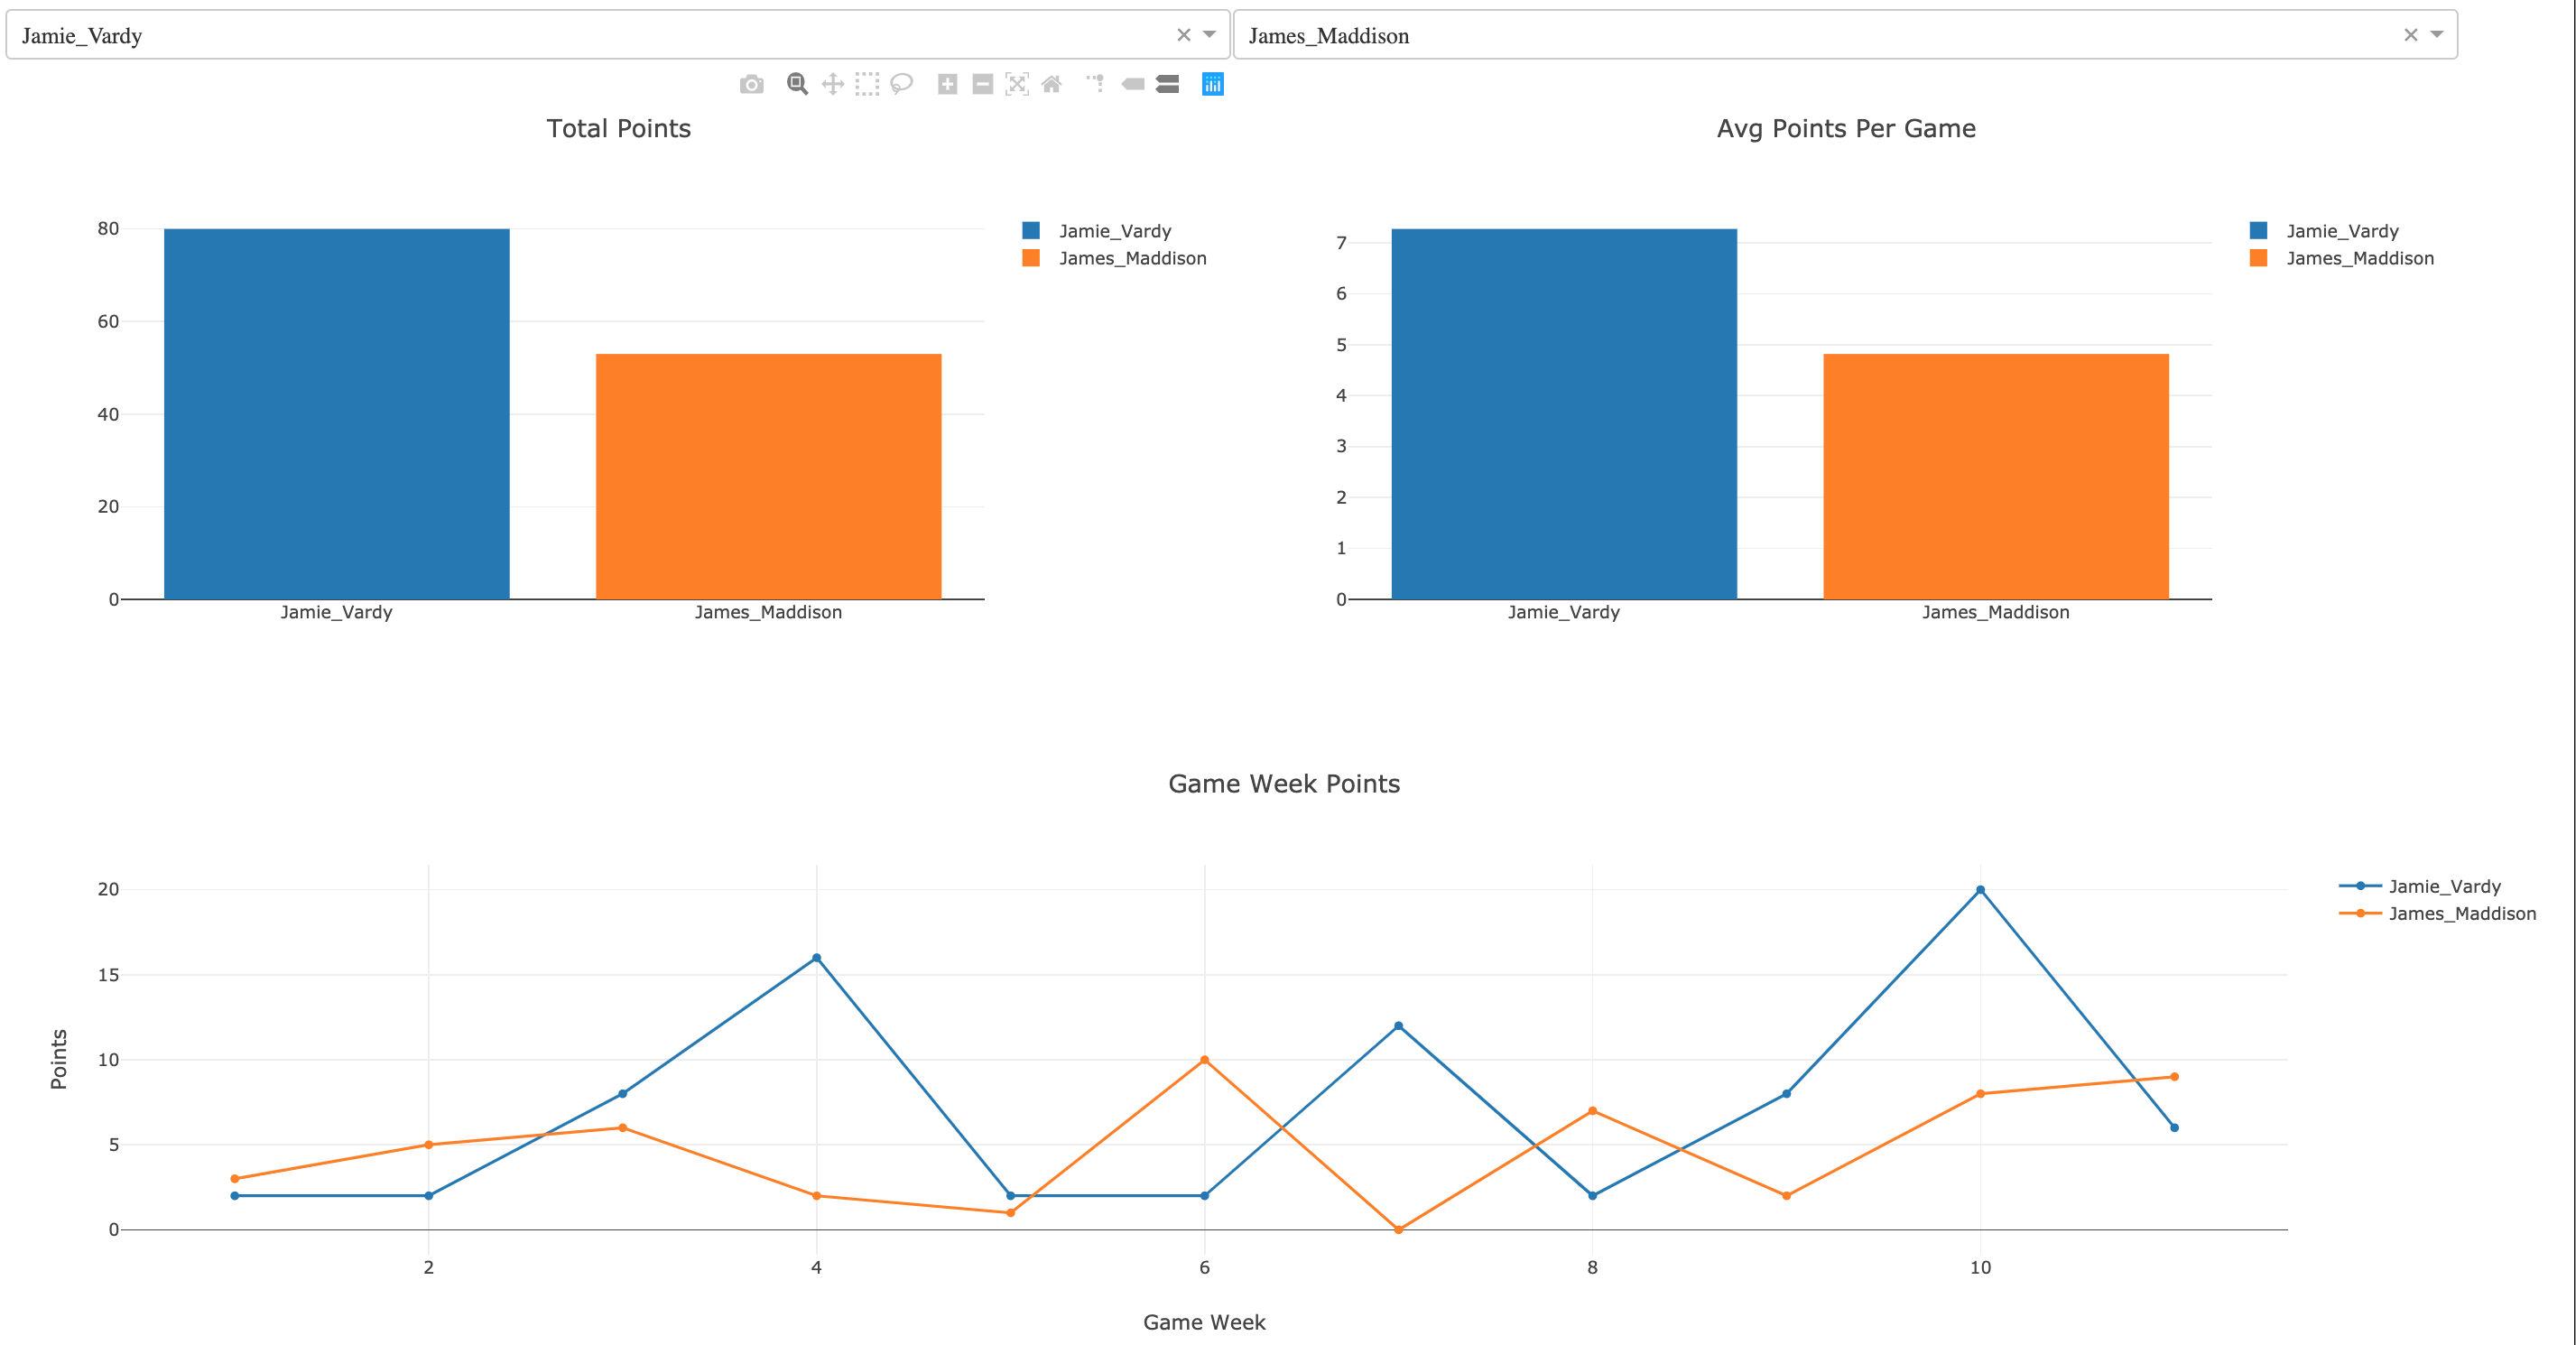 Jamie_Vardy
James_Maddison
Total Points
80
60
40
20
0
Jamie_Vardy
James_Maddison
Jamie_Vardy
James_Maddison
Avg Points Per Game
7
6
5
4
3
2
1
0
Jamie_Vardy
James_Maddison
Jamie_Vardy
James_Maddison
Game Week Points
Points
20
15
10
5
0
2 4 6 8 10
Game Week
Jamie_Vardy
James_Maddison